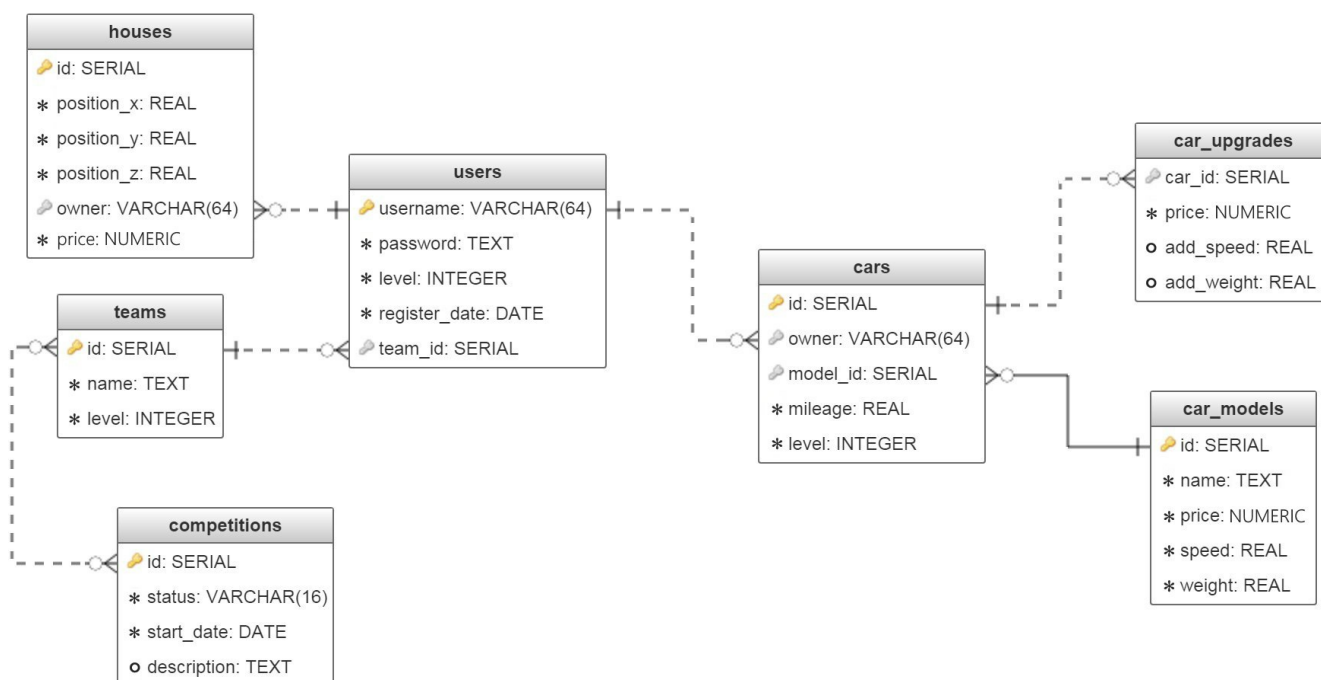 houses
id: SERIAL
* position_x: REAL
* position_y: REAL
* position_z: REAL
owner: VARCHAR(64)
* price: NUMERIC
users
username: VARCHAR(64)
* password: TEXT
* level: INTEGER
* register_date: DATE
team_id: SERIAL
teams
id: SERIAL
* name: TEXT
* level: INTEGER
competitions
id: SERIAL
* status: VARCHAR(16)
* start_date: DATE
description: TEXT
cars
id: SERIAL
owner: VARCHAR(64)
model_id: SERIAL
* mileage: REAL
* level: INTEGER
car_upgrades
car_id: SERIAL
* price: NUMERIC
add_speed: REAL
add_weight: REAL
car_models
id: SERIAL
* name: TEXT
* price: NUMERIC
* speed: REAL
* weight: REAL